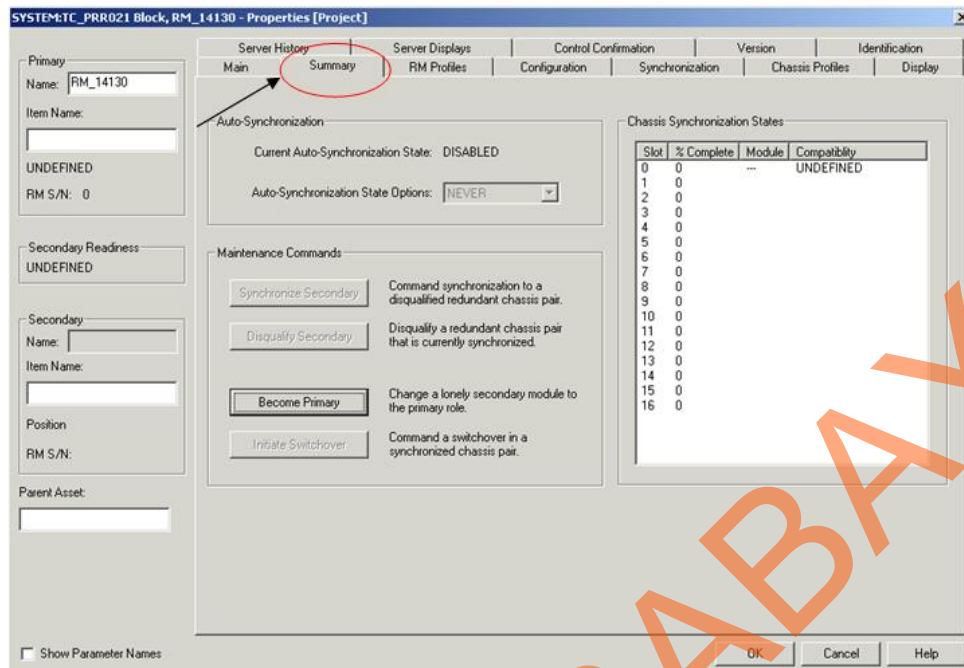 SYSTEM:TC_PRR021 Block, RM_14130 - Properties [Project]
Server History
Server Displays
Control Confirmation
Version
Identification
Main
Summary
RM Profiles
Configuration
Synchronization
Chassis Profiles
Display
Primary
Name: RM_14130
Item Name:
UNDEFINED
RM S/N: 0
Secondary Readiness
UNDEFINED
Secondary
Name:
Item Name:
Position
RM S/N:
Parent Asset:
Auto-Synchronization
Current Auto-Synchronization State: DISABLED
Auto-Synchronization State Options: NEVER
Maintenance Commands
Synchronize Secondary
Command synchronization to a
disqualified redundant chassis pair.
Disqualify Secondary
Disqualify a redundant chassis pair
that is currently synchronized.
Become Primary
Change a lonely secondary module to
the primary role.
Initiate Switchover
Command a switchover in a
synchronized chassis pair.
Chassis Synchronization States
Slot % Complete Module Compatiblity
0 0 --- UNDEFINED
1 0
2 0
3 0
4 0
5 0
6 0
7 0
8 0
9 0
10 0
11 0
12 0
13 0
14 0
15 0
16 0
Show Parameter Names
OK
Cancel
Help
ABAX